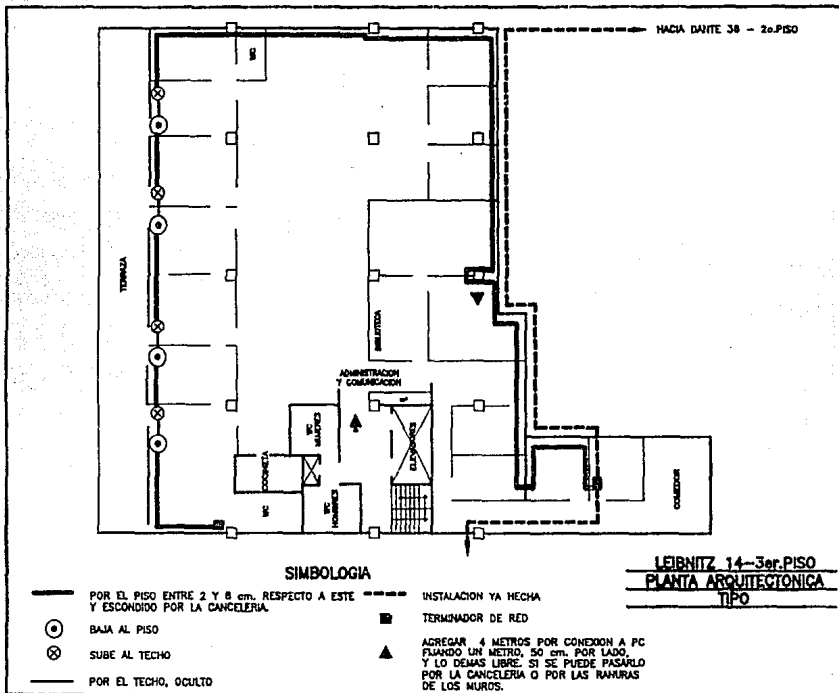 HACIA DANTE 38 - 2o.PISO
WC
TERRAZA
BIBLIOTECA
ADMINISTRACION
Y COMUNICACION
WC
MUJERES
ELEVADORES
COCINETA
WC
WC
HOMBRES
COMEDOR
SIMBOLOGIA
POR EL PISO ENTRE 2 Y 8 cm. RESPECTO A ESTE
Y ESCONDIDO POR LA CANCELERIA.
BAJA AL PISO
SUBE AL TECHO
POR EL TECHO, OCULTO
INSTALACION YA HECHA
TERMINADOR DE RED
AGREGAR 4 METROS POR CONEXION A PC
FIJANDO UN METRO, 50 cm. POR LADO,
Y LO DEMAS LIBRE. SI SE PUEDE PASARLO
POR LA CANCELERIA O POR LAS RANURAS
DE LOS MUROS.
LEIBNITZ 14-3er.PISO
PLANTA ARQUITECTONICA
TIPO